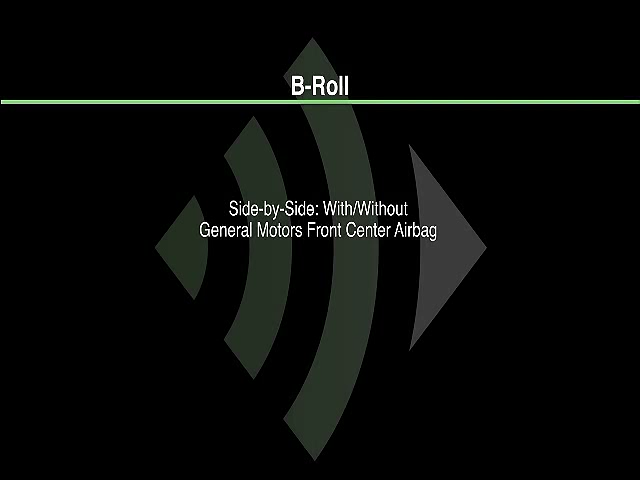 B-Roll
Side-by-Side: With/Without
General Motors Front Center Airbag